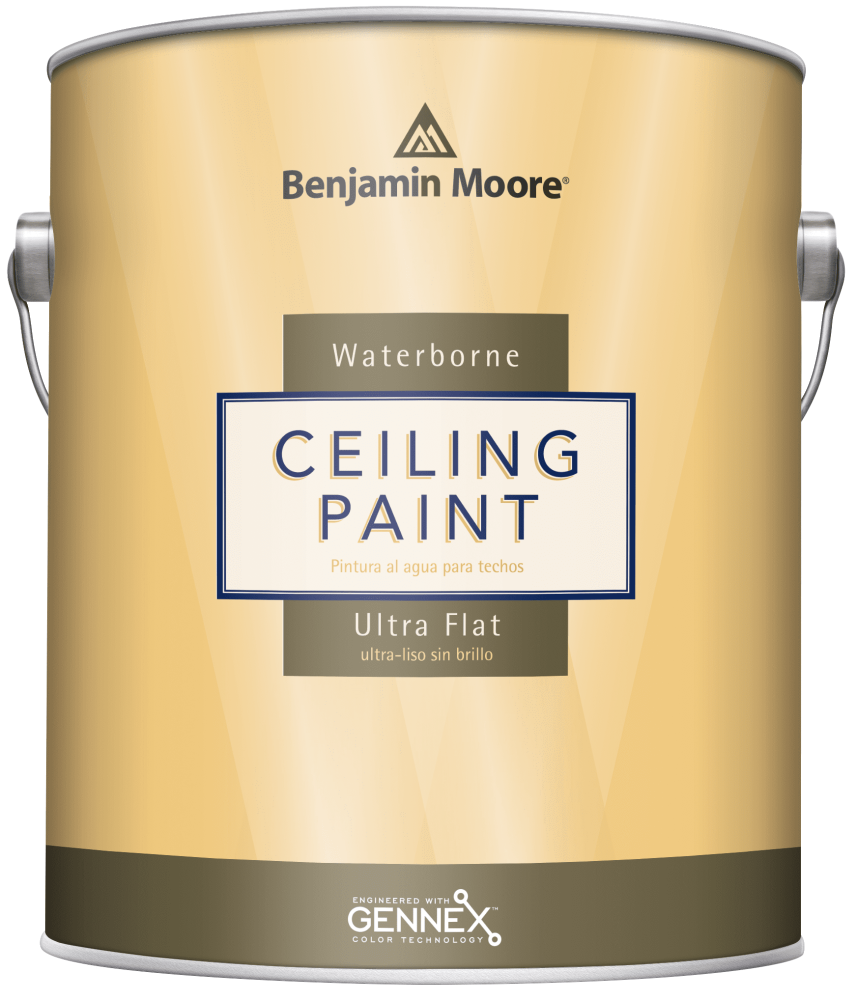 Benjamin Moore®
Waterborne
CEILING
PAINT
Pintura al agua para techos
Ultra Flat
ultra-liso sin brillo
ENGINEERED WITH
GENNEX™
COLOR TECHNOLOGY